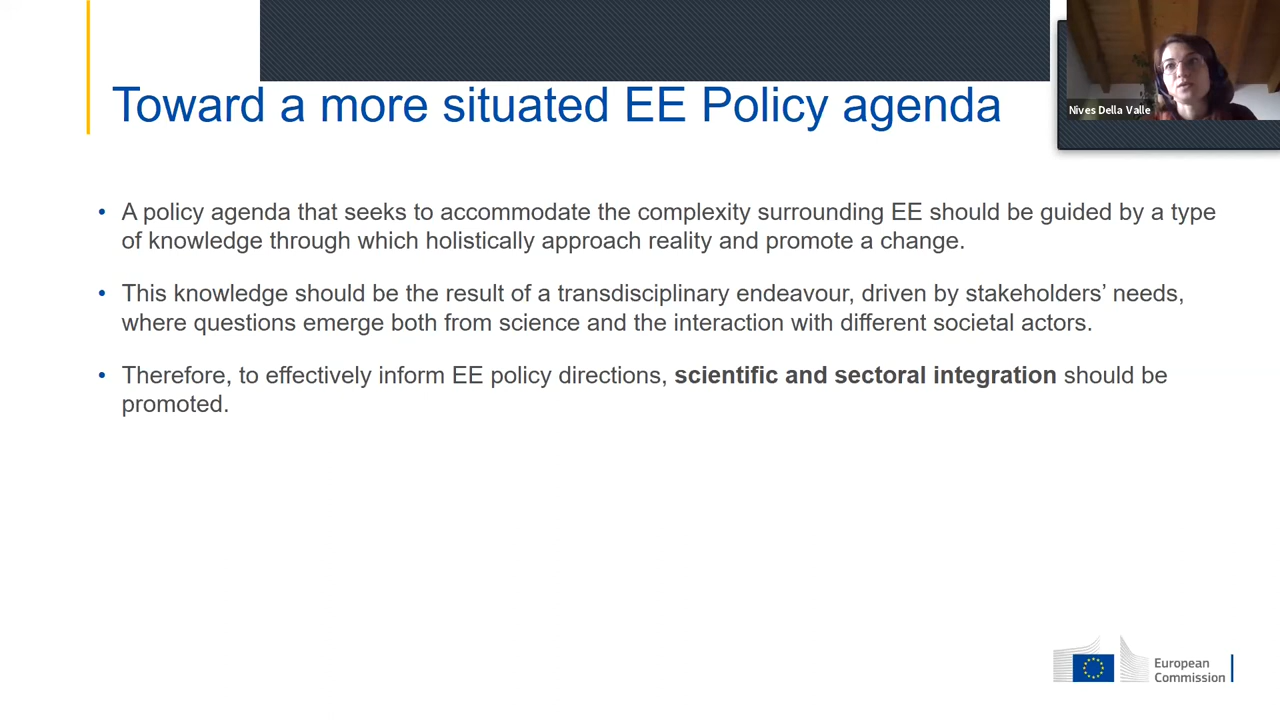 Toward a more situated EE Policy agenda
Nives Della Valle
• A policy agenda that seeks to accommodate the complexity surrounding EE should be guided by a type
of knowledge through which holistically approach reality and promote a change.
• This knowledge should be the result of a transdisciplinary endeavour, driven by stakeholders’ needs,
where questions emerge both from science and the interaction with different societal actors.
• Therefore, to effectively inform EE policy directions, scientific and sectoral integration should be
promoted.
European
Commission